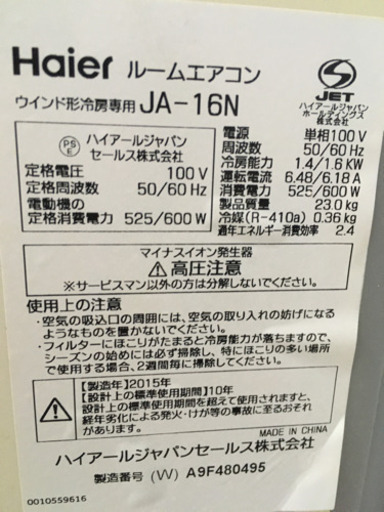 Haier ルームエアコン
ウインド形冷房専用 JA-16N
S
JET
ハイアールジャパン
ホールディングス
株式会社
PS
E
ハイアールジャパン
セールス株式会社
定格電圧 100V
定格周波数 50/60Hz
電動機の
定格消費電力 525/600W
電源 単相100V
周波数 50/60Hz
冷房能力 1.4/1.6KW
運転電流 6.48/6.18A
消費電力 525/600W
製品質量 23.0kg
冷媒(R-410a) 0.36kg
通年エネルギー消費効率 2.4
マイナスイオン発生器
⚠高圧注意
※サービスマン以外の方は分解しないでください。
使用上の注意
・空気の吸込口の周囲には、空気の取り入れの妨げになる
ようなものを置かないでください。
・フィルターにほこりがたまると冷房能力が落ちますので、
シーズンの始めには必ず掃除し、特にほこりの多い場所
で使用する場合、2週間毎に掃除してください。
【製造年】2015年
【設計上の標準使用期間】10年
設計上の標準使用期間を超えて使用されますと、
経年劣化による発火・けが等の事故に至るおそれ
があります。
ハイアールジャパンセールス株式会社
製造番号 (W) A9F480495
0010559616